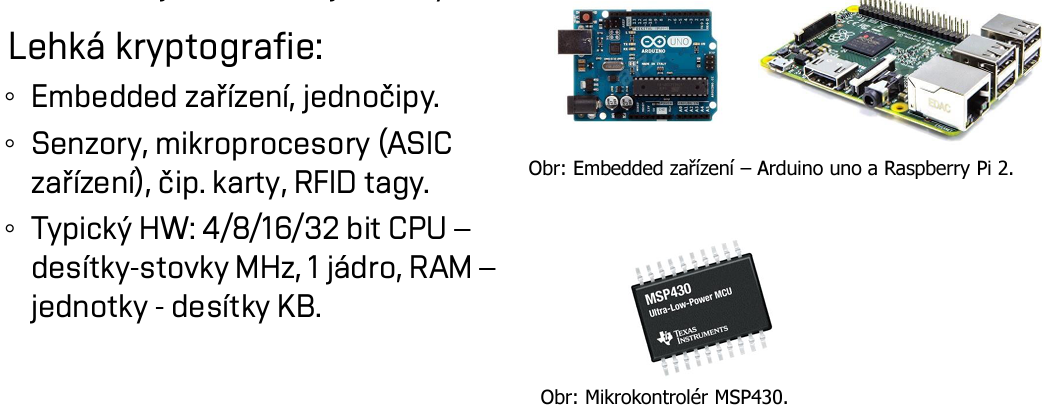 Lehká kryptografie:
◦ Embedded zařízení, jednočipy.
◦ Senzory, mikroprocesory (ASIC
zařízení), čip. karty, RFID tagy.
◦ Typický HW: 4/8/16/32 bit CPU –
desítky-stovky MHz, 1 jádro, RAM –
jednotky - desítky KB.
UNO
ARDUINO
EDAC
Obr: Embedded zařízení – Arduino uno a Raspberry Pi 2.
MSP430
Ultra-Low-Power MCU
TEXAS
INSTRUMENTS
Obr: Mikrokontrolér MSP430.